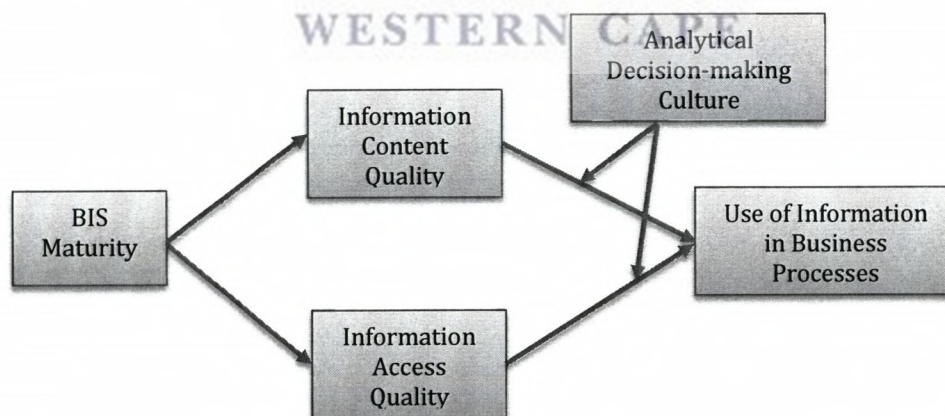 WESTERN CAPE
Analytical
Decision-making
Culture
Information
Content
Quality
BIS
Maturity
Use of Information
in Business
Processes
Information
Access
Quality